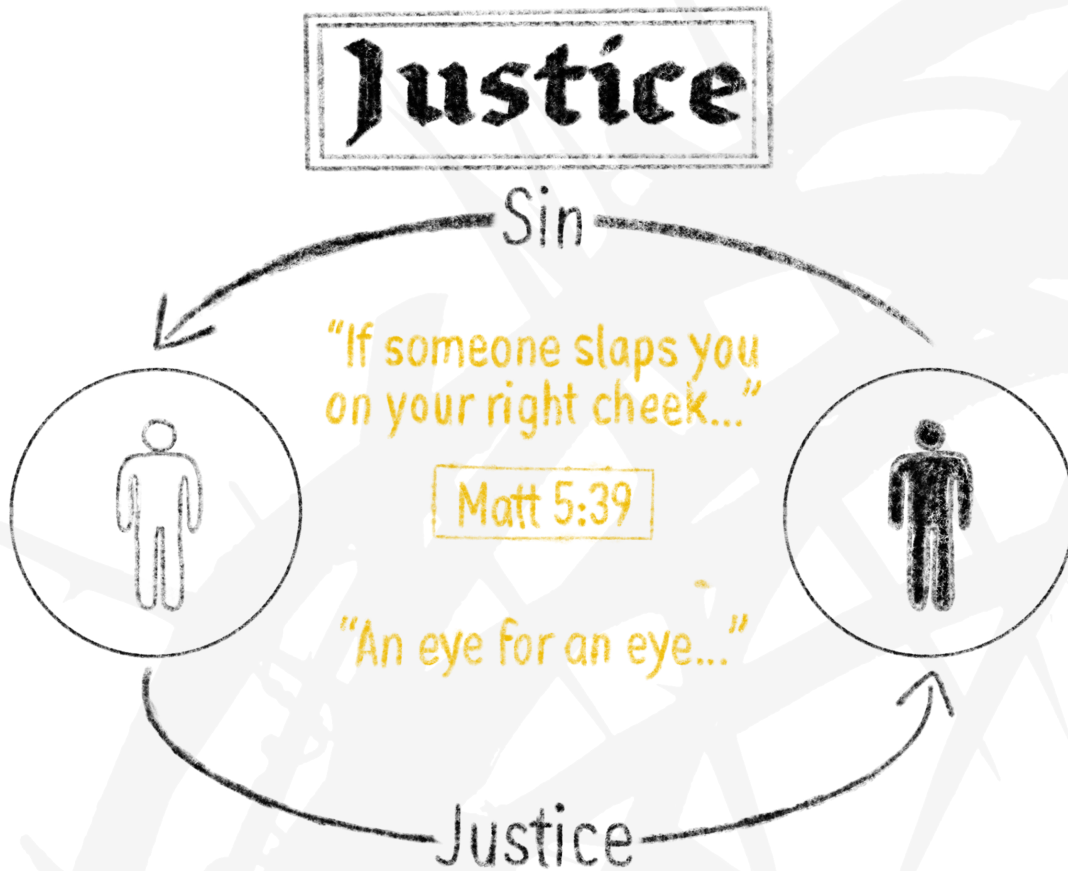 Justice
Sin
“If someone slaps you
on your right cheek...”
Matt 5:39
“An eye for an eye...”
Justice